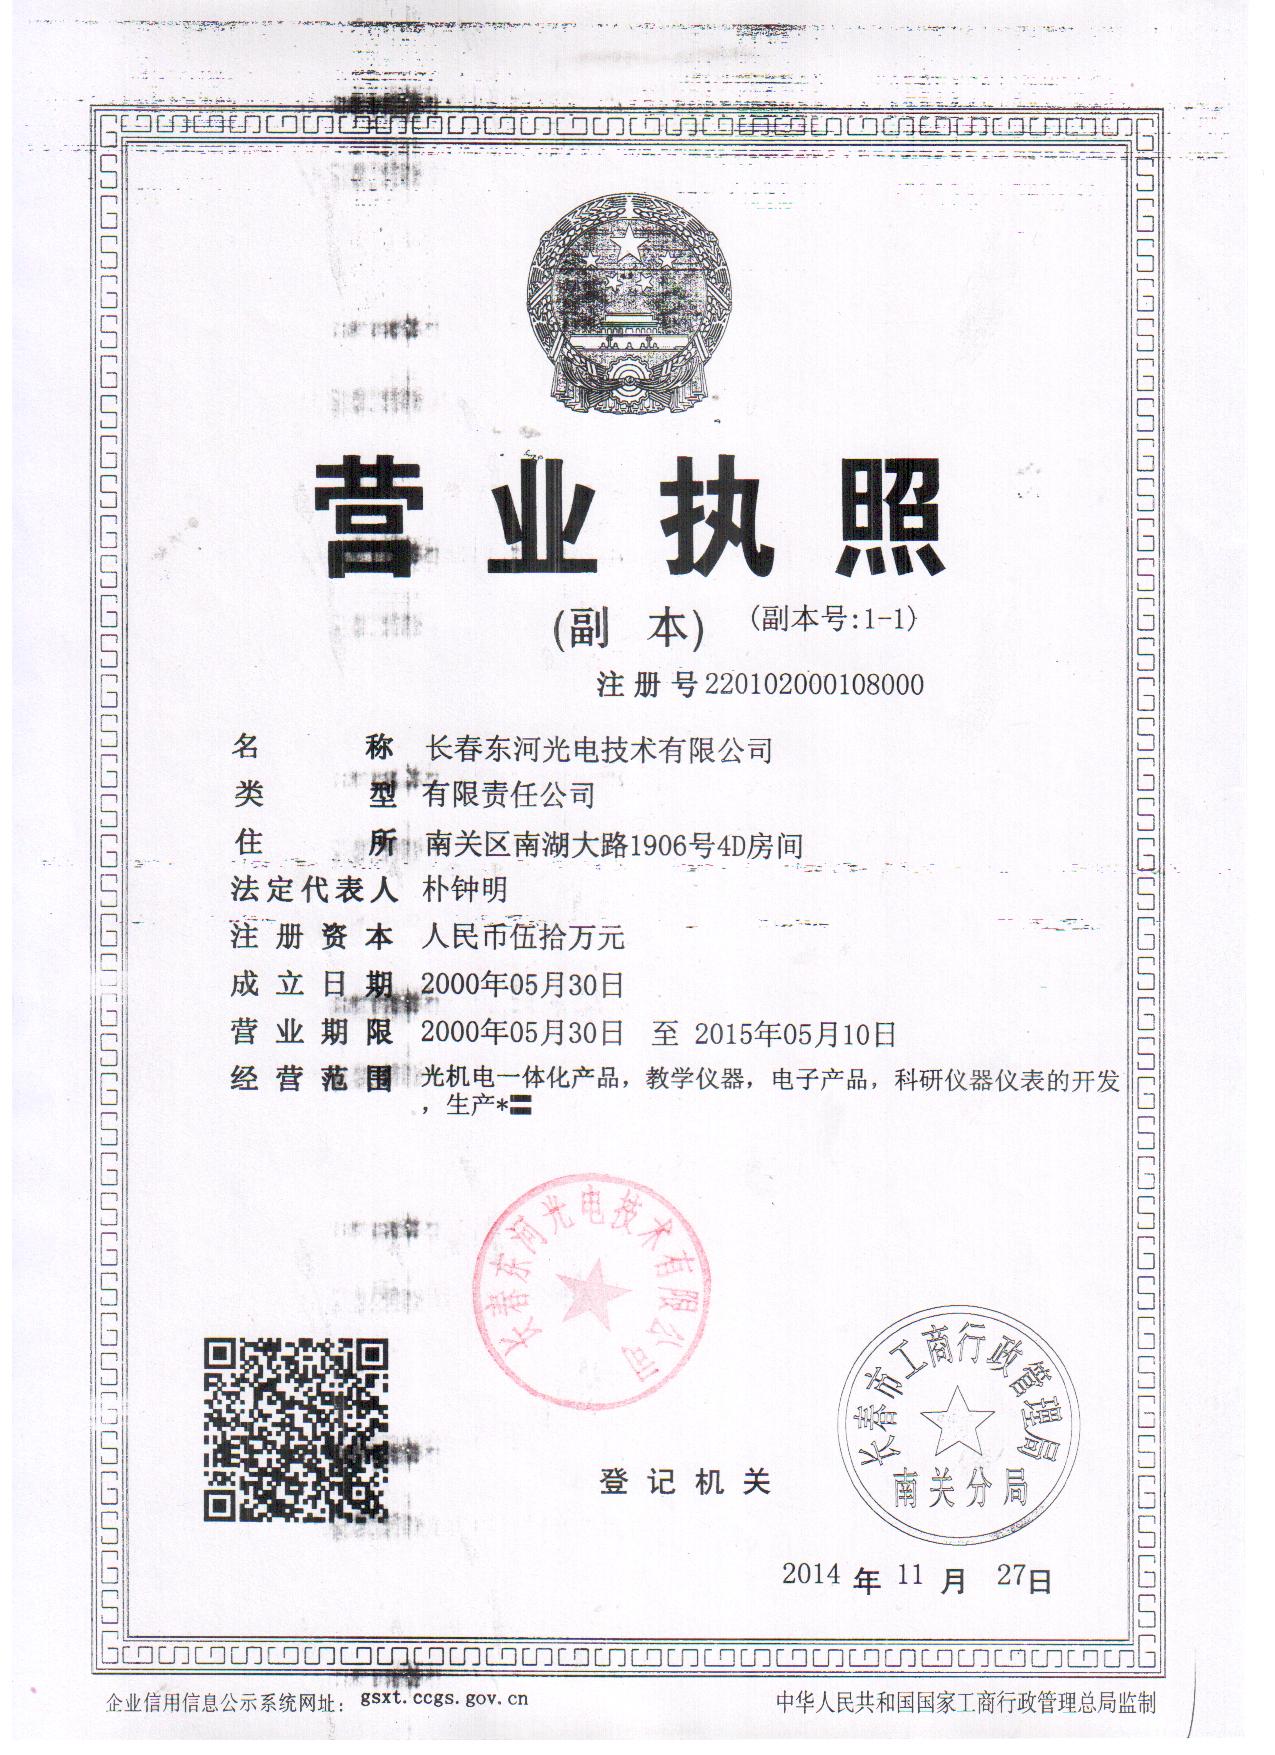 营业执照
(副 本) (副本号:1-1)
注册号220102000108000
名 称 长春东河光电技术有限公司
类 型 有限责任公司
住 所 南关区南湖大路1906号4D房间
法定代表人 朴钟明
注册资本 人民币伍拾万元
成立日期 2000年05月30日
营业期限 2000年05月30日 至 2015年05月10日
经营范围 光机电一体化产品，教学仪器，电子产品，科研仪器仪表的开发
，生产*〓
长春东河光电技术有限公司
长春市工商行政管理局
南关分局
登记机关
2014 年 11 月 27日
企业信用信息公示系统网址： gsxt.ccgs.gov.cn
中华人民共和国国家工商行政管理总局监制